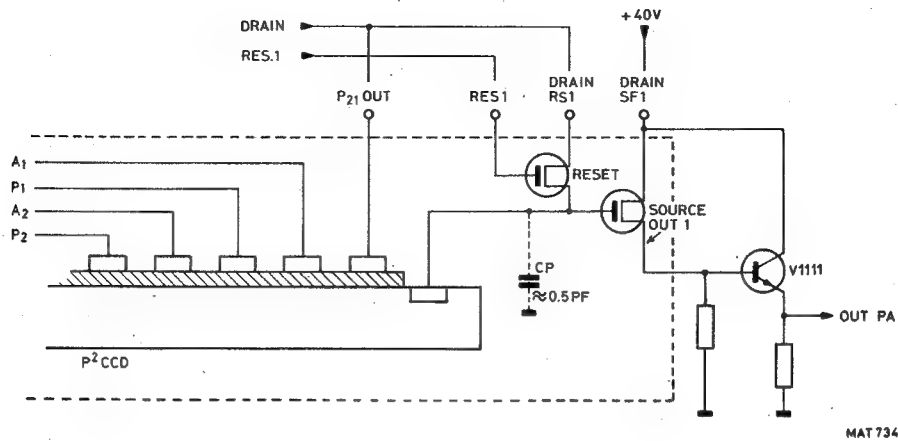 DRAIN
RES.1
+40V
P21 OUT
RES1
DRAIN
RS1
DRAIN
SF1
A1
P1
A2
P2
RESET
SOURCE
OUT 1
CP
≈0.5PF
V1111
OUT PA
P2CCD
MAT 734